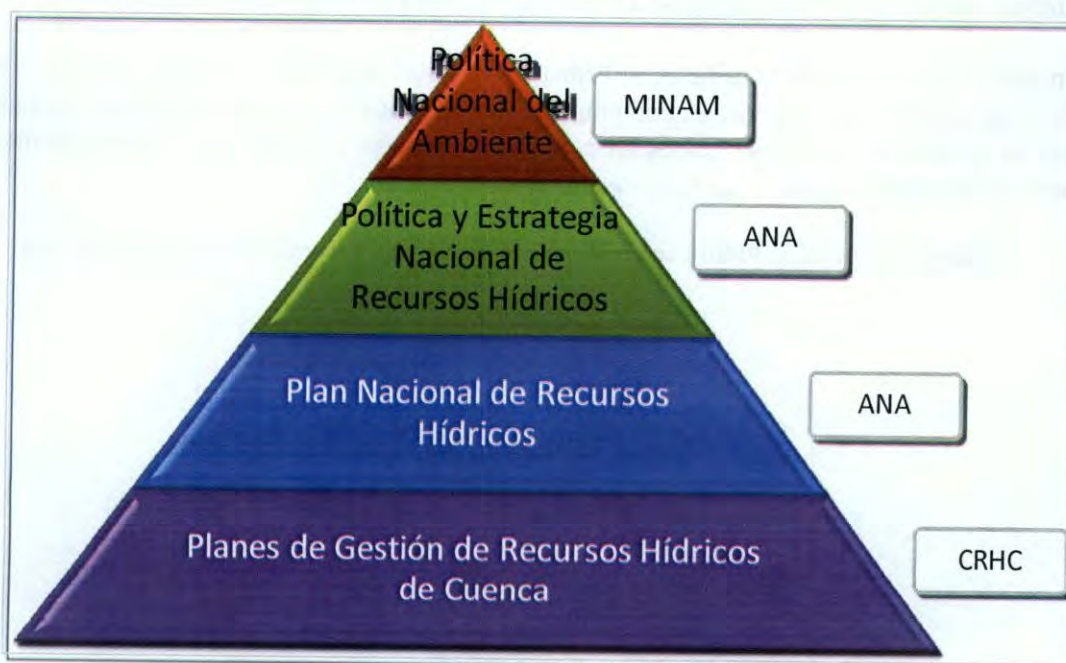 Política
Nacional del
Ambiente
MINAM
Política y Estrategia
Nacional de
Recursos Hídricos
ANA
Plan Nacional de Recursos
Hídricos
ANA
Planes de Gestión de Recursos Hídricos
de Cuenca
CRHC